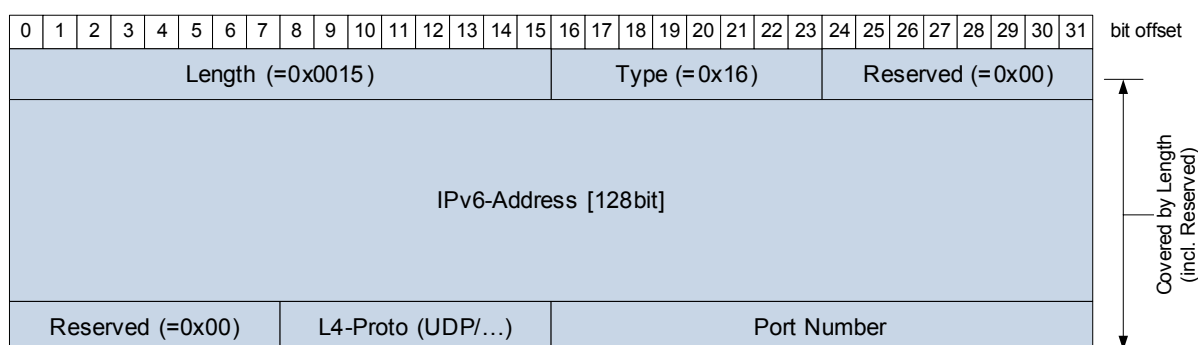 0 1 2 3 4 5 6 7 8 9 10 11 12 13 14 15 16 17 18 19 20 21 22 23 24 25 26 27 28 29 30 31 bit offset
Length (=0x0015) Type (=0x16) Reserved (=0x00)
IPv6-Address [128bit]
Covered by Length
(incl. Reserved)
Reserved (=0x00) L4-Proto (UDP/…) Port Number